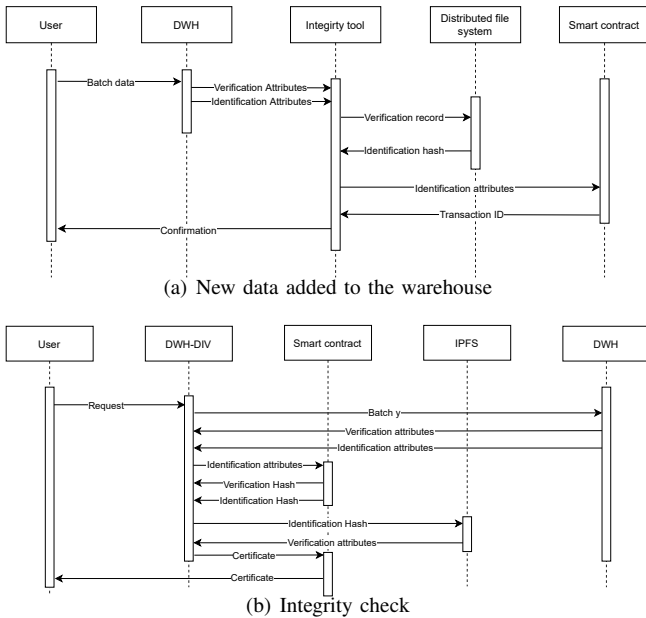 User
DWH
Integirty tool
Distributed file
system
Smart contract
Batch data
Verification Attributes
Identification Attributes
Verification record
Identification hash
Identification attributes
Transaction ID
Confirmation
(a) New data added to the warehouse
User
DWH-DIV
Smart contract
IPFS
DWH
Request
Batch y
Verification attributes
Identification attributes
Identification attributes
Verification Hash
Identification Hash
Identification Hash
Verification attributes
Certificate
Certificate
(b) Integrity check